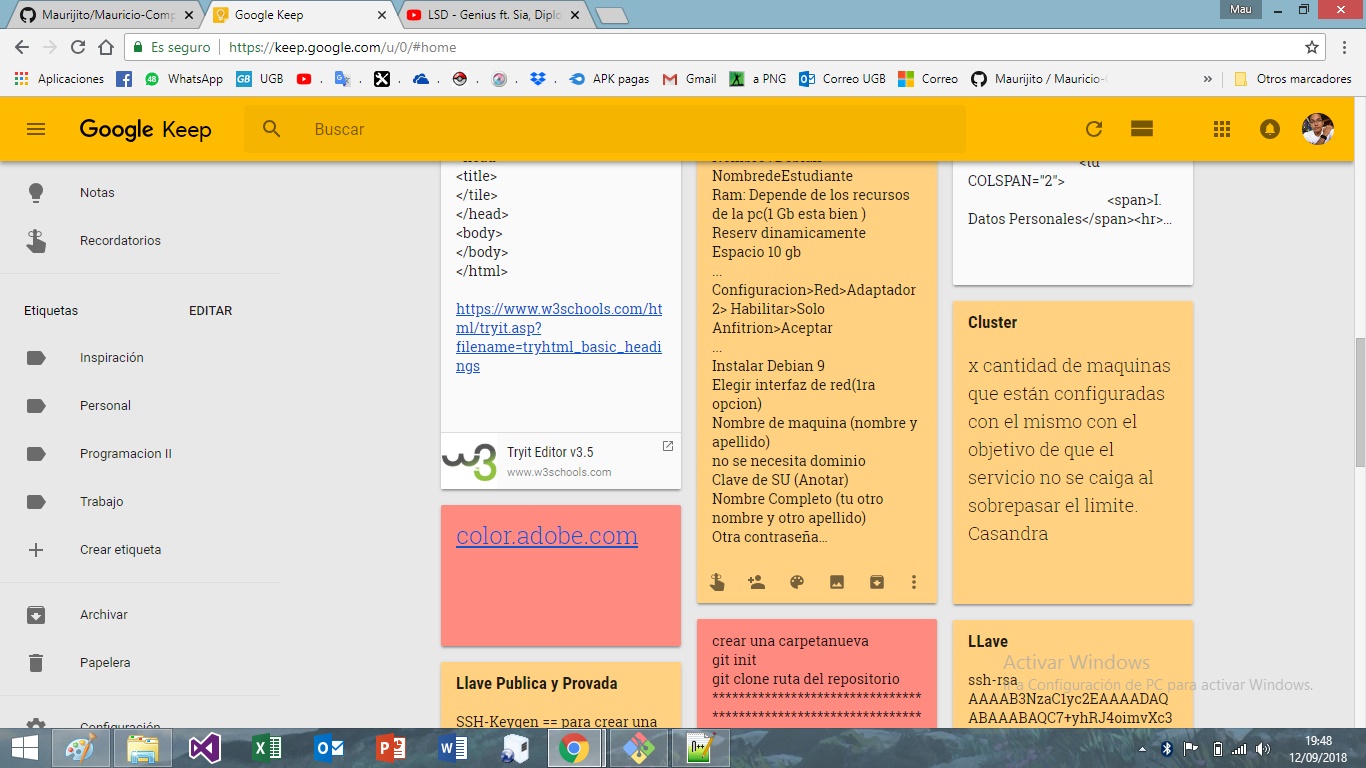 Maurijito/Mauricio-Comp
Google Keep
LSD - Genius ft. Sia, Diplo
Mau
Es seguro
https://keep.google.com/u/0/#home
Aplicaciones
WhatsApp
UGB
APK pagas
Gmail
a PNG
Correo UGB
Correo
Maurijito / Mauricio-
»
Otros marcadores
Google Keep
Buscar
Notas
Recordatorios
Etiquetas
EDITAR
Inspiración
Personal
Programacion II
Trabajo
Crear etiqueta
Archivar
Papelera
Configuración
<title>
</tile>
</head>
<body>
</body>
</html>
https://www.w3schools.com/ht
ml/tryit.asp?
filename=tryhtml_basic_headi
ngs
Tryit Editor v3.5
www.w3schools.com
color.adobe.com
Llave Publica y Provada
SSH-Keygen == para crear una
NombredeEstudiante
Ram: Depende de los recursos
de la pc(1 Gb esta bien )
Reserv dinamicamente
Espacio 10 gb
...
Configuracion>Red>Adaptador
2> Habilitar>Solo
Anfitrion>Aceptar
...
Instalar Debian 9
Elegir interfaz de red(1ra
opcion)
Nombre de maquina (nombre y
apellido)
no se necesita dominio
Clave de SU (Anotar)
Nombre Completo (tu otro
nombre y otro apellido)
Otra contraseña...
crear una carpetanueva
git init
git clone ruta del repositorio
********************************
********************************
<td
COLSPAN="2">
<span>I.
Datos Personales</span><hr>...
Cluster
x cantidad de maquinas
que están configuradas
con el mismo con el
objetivo de que el
servicio no se caiga al
sobrepasar el limite.
Casandra
LLave
ssh-rsa
AAAAB3NzaC1yc2EAAAADAQ
ABAAABAQC7+yhRJ4oimvXc3
Activar Windows
Ir a Configuración de PC para activar Windows.
19:48
12/09/2018